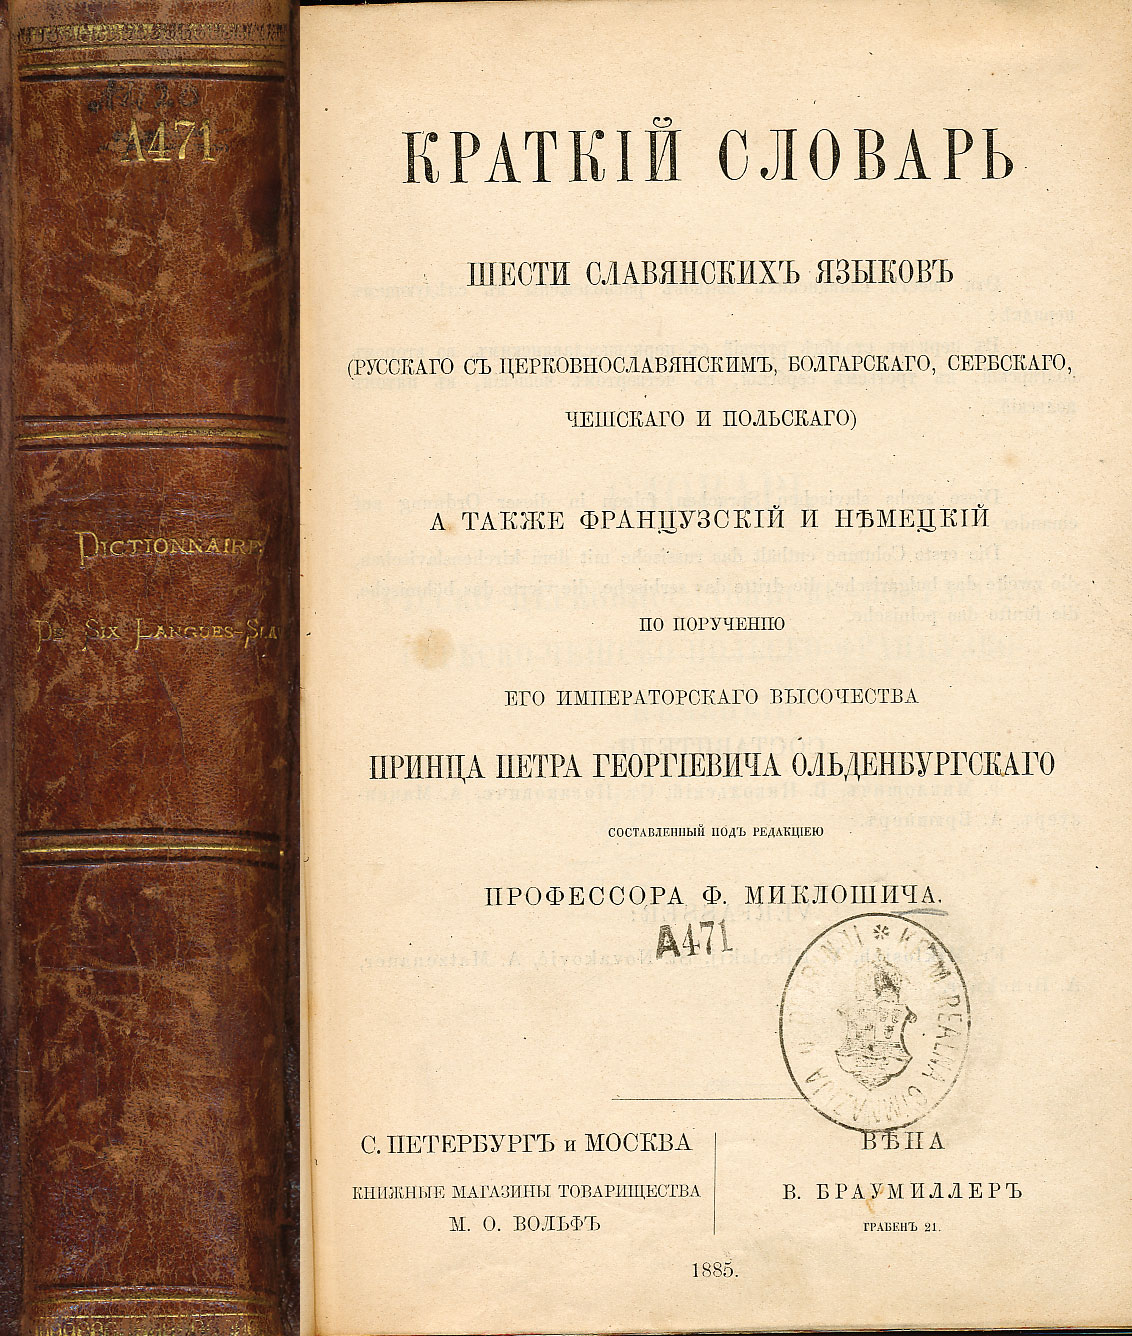 A471
DICTIONNAIRE
DE SIX LANGUES-SLA
КРАТКІЙ СЛОВАРЬ
ШЕСТИ СЛАВЯНСКИХЪ ЯЗЫКОВЪ
(РУССКАГО СЪ ЦЕРКОВНОСЛАВЯНСКИМЪ, БОЛГАРСКАГО, СЕРБСКАГО,
ЧЕШСКАГО И ПОЛЬСКАГО)
А ТАКЖЕ ФРАНЦУЗСКІЙ И НѢМЕЦКІЙ
ПО ПОРУЧЕНІЮ
ЕГО ИМПЕРАТОРСКАГО ВЫСОЧЕСТВА
ПРИНЦА ПЕТРА ГЕОРГІЕВИЧА ОЛЬДЕНБУРГСКАГО
СОСТАВЛЕННЫЙ ПОДЪ РЕДАКЦІЕЮ
ПРОФЕССОРА Ф. МИКЛОШИЧА.
A471
REALNA GIMNAZIJA
С. ПЕТЕРБУРГЪ и МОСКВА
КНИЖНЫЕ МАГАЗИНЫ ТОВАРИЩЕСТВА
М. О. ВОЛЬФЪ
ВѢНА
В. БРАУМИЛЛЕРЪ
ГРАБЕНЪ 21.
1885.